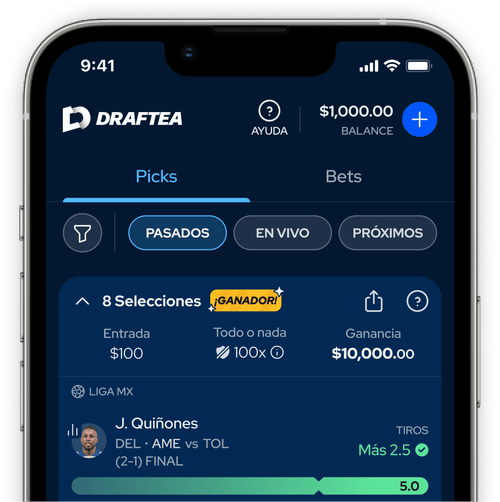 9:41
DRAFTEA
AYUDA
$1,000.00
BALANCE
Picks
Bets
PASADOS
EN VIVO
PRÓXIMOS
8 Selecciones
¡GANADOR!
Entrada
Todo o nada
Ganancia
$100
100x
$10,000.00
LIGA MX
J. Quiñones
TIROS
DEL · AME vs TOL
Más 2.5
(2-1) FINAL
5.0